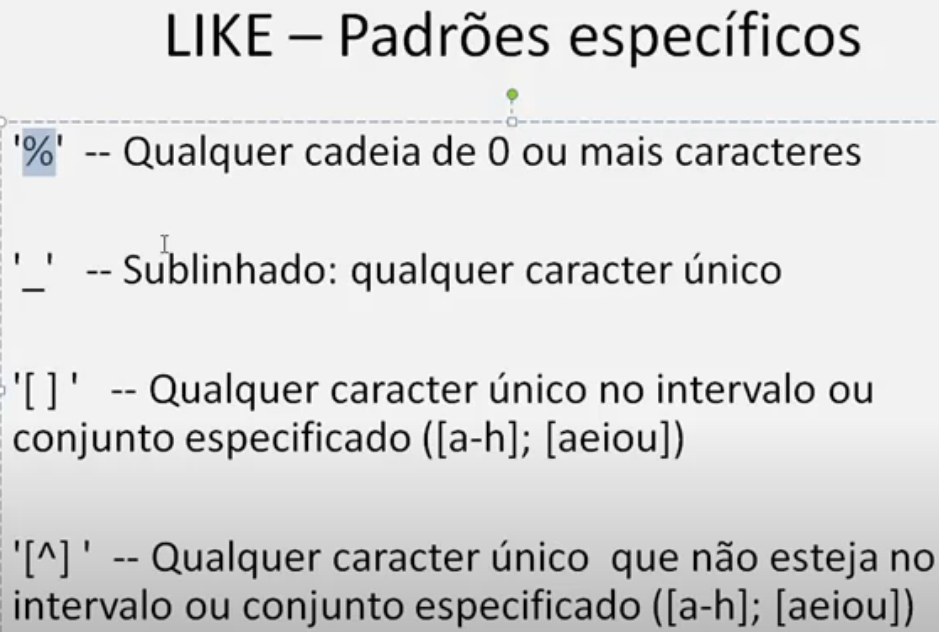 LIKE – Padrões específicos
'%' -- Qualquer cadeia de 0 ou mais caracteres
'_' -- Sublinhado: qualquer caracter único
'[ ] ' -- Qualquer caracter único no intervalo ou
conjunto especificado ([a-h]; [aeiou])
'[^] ' -- Qualquer caracter único que não esteja no
intervalo ou conjunto especificado ([a-h]; [aeiou])